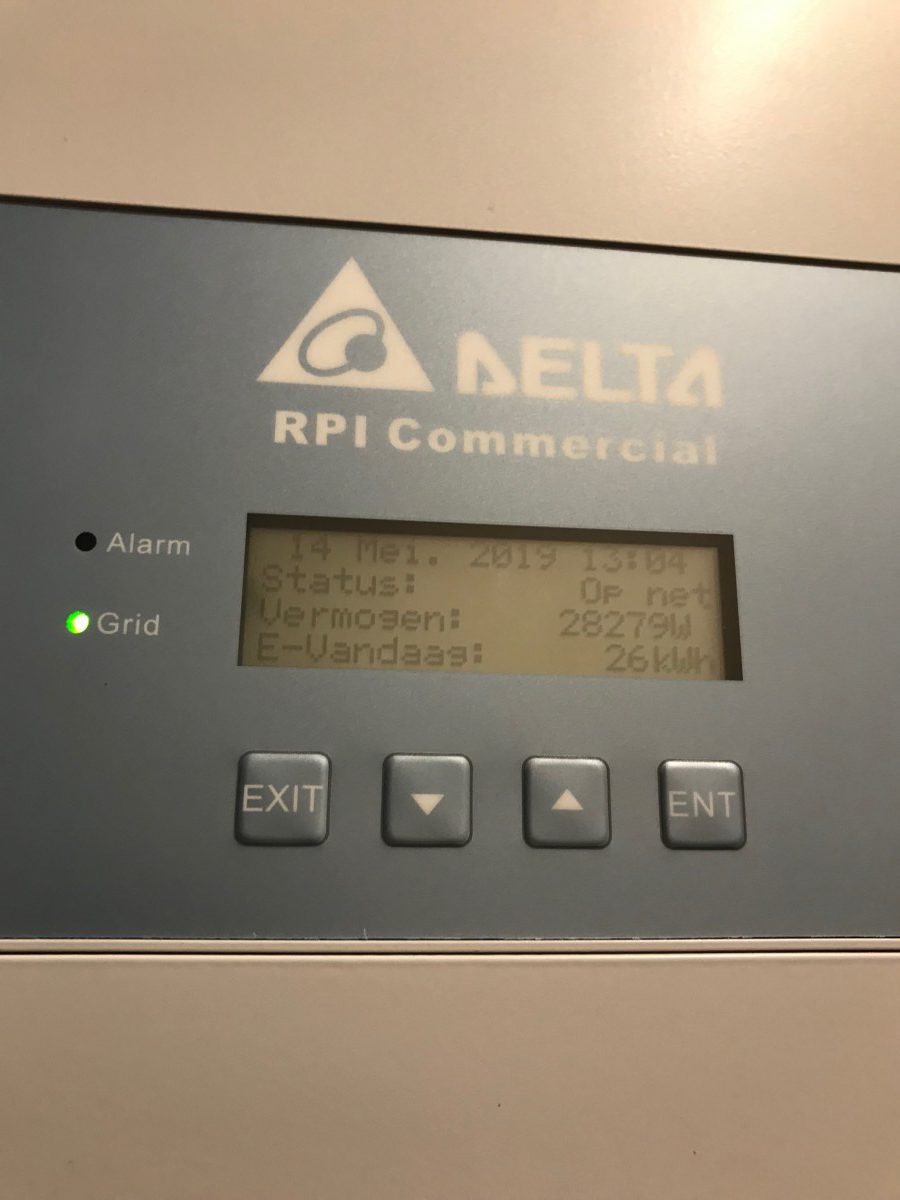 DELTA
RPI Commercial
Alarm
Grid
14 Mei. 2019 13:04
Status: Op net
Vermogen: 28279W
E-Vandaag: 26kWh
EXIT ENT